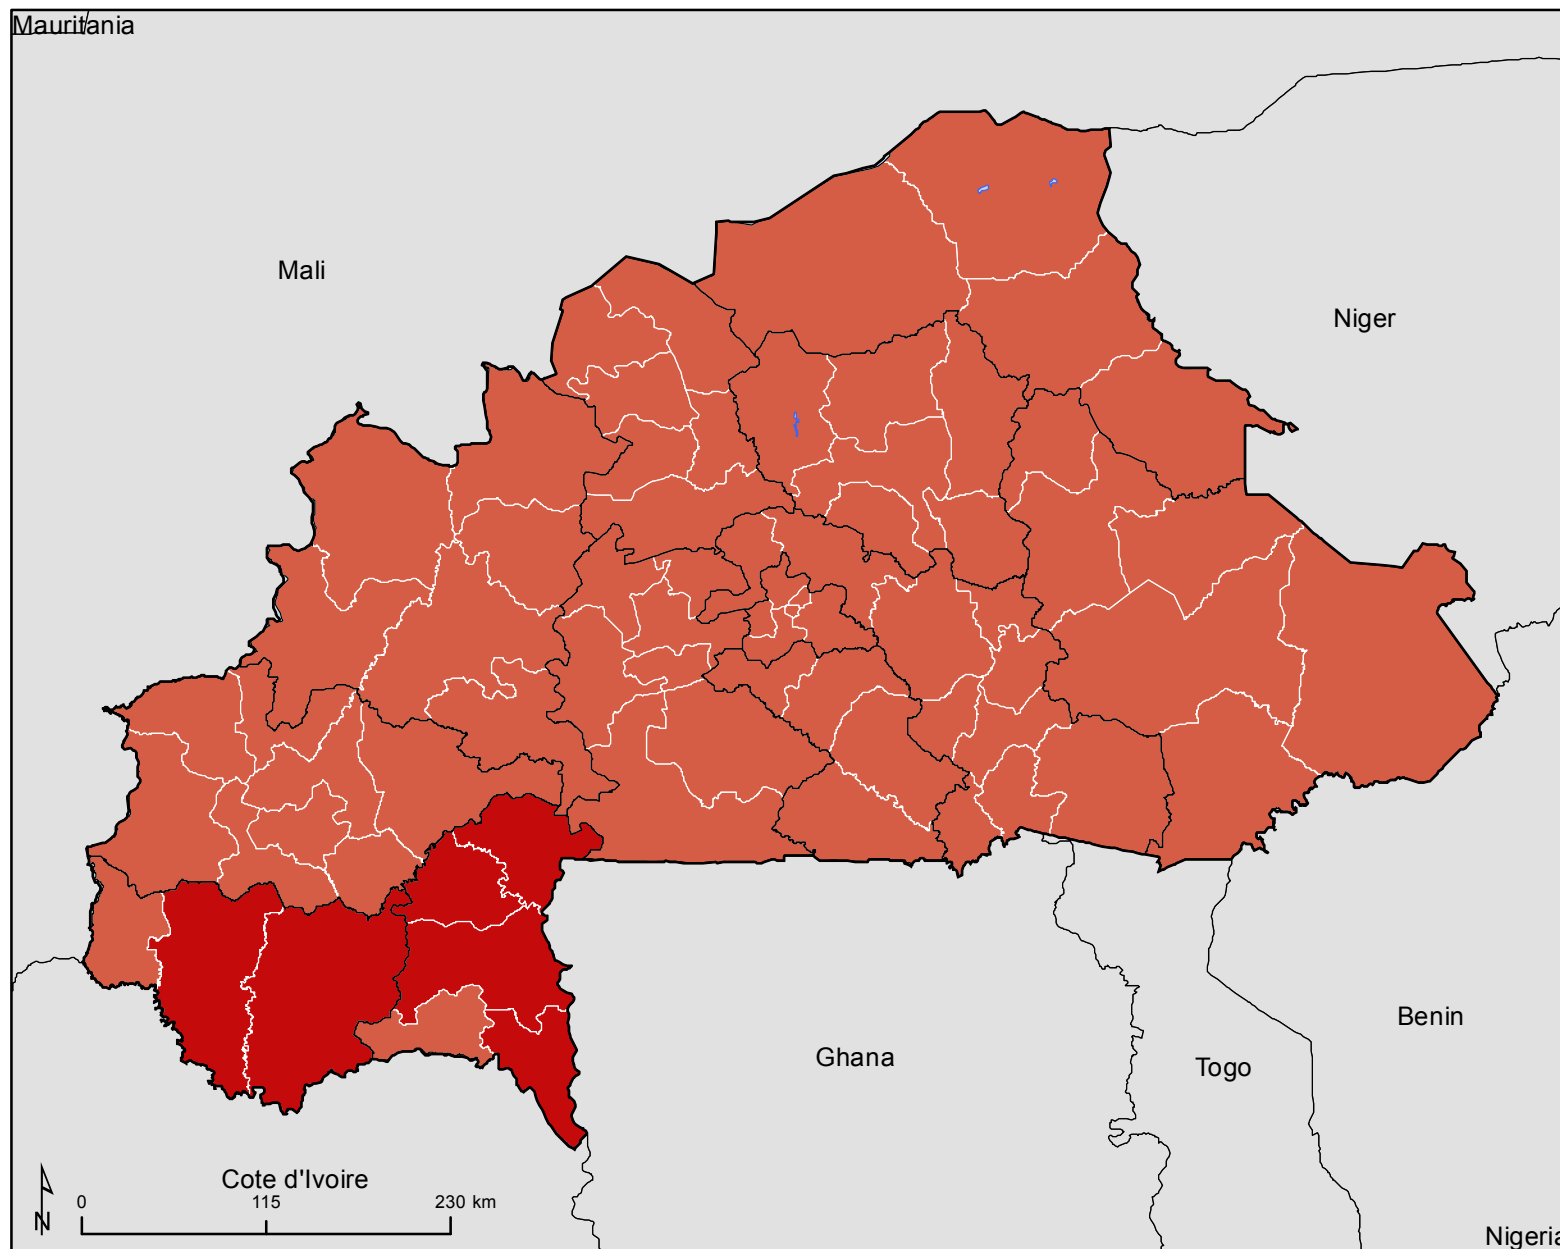 Mauritania
Mali
Niger
Benin
Ghana
Togo
Cote d'Ivoire
0 115 230 km
N
Nigeria